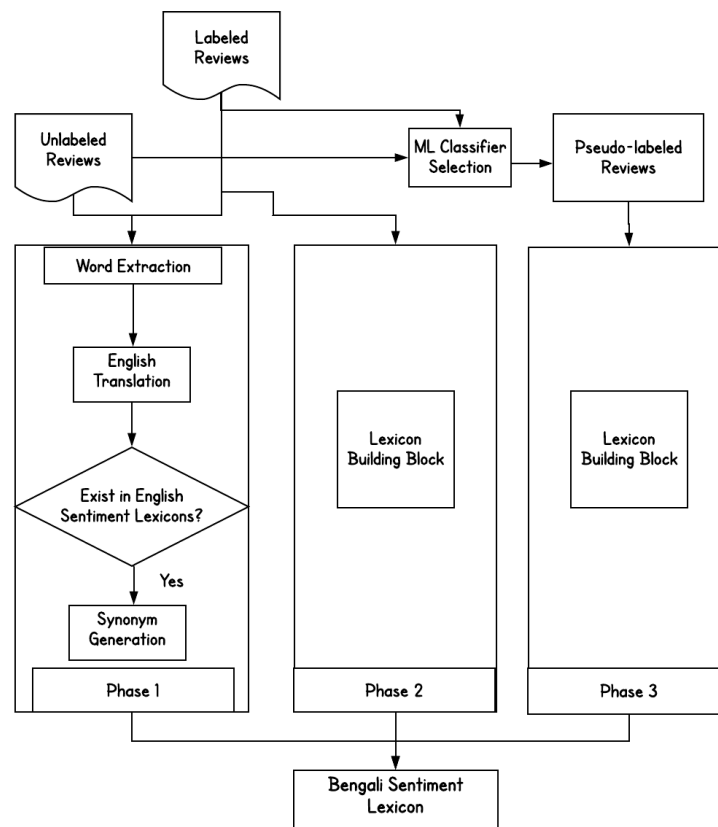 Labeled
Reviews
Unlabeled
Reviews
ML Classifier
Selection
Pseudo-labeled
Reviews
Word Extraction
English
Translation
Exist in English
Sentiment Lexicons?
Yes
Synonym
Generation
Phase 1
Lexicon
Building Block
Phase 2
Lexicon
Building Block
Phase 3
Bengali Sentiment
Lexicon